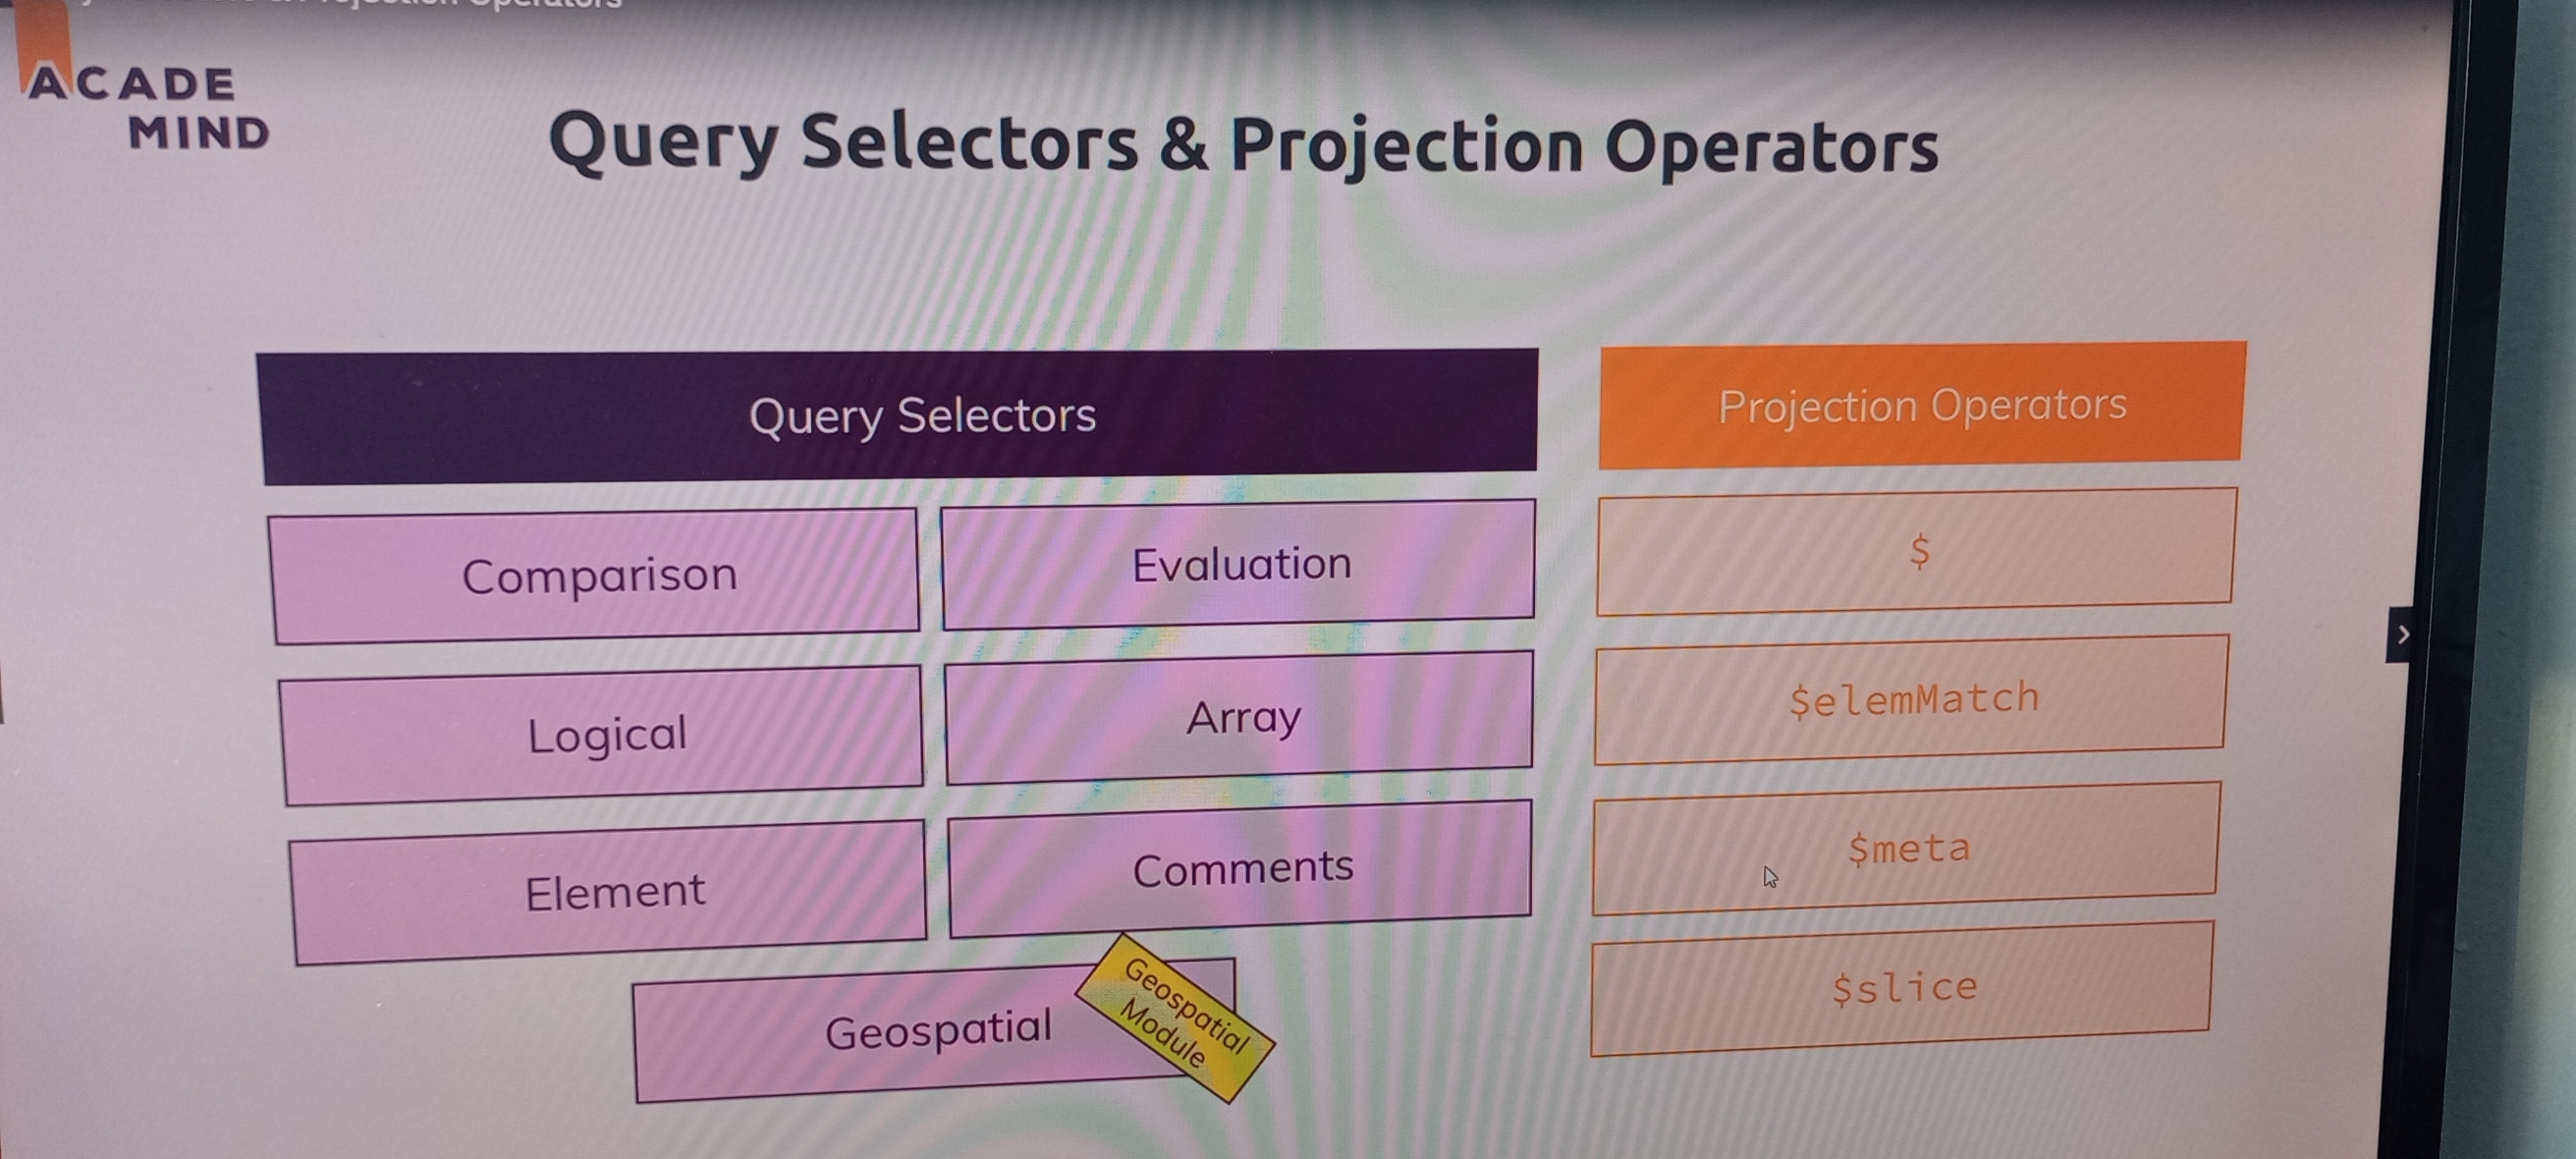 ACADE
MIND
Query Selectors & Projection Operators
Query Selectors
Projection Operators
Comparison
Evaluation
$
Logical
Array
$elemMatch
Element
Comments
$meta
Geospatial
Geospatial
Module
$slice